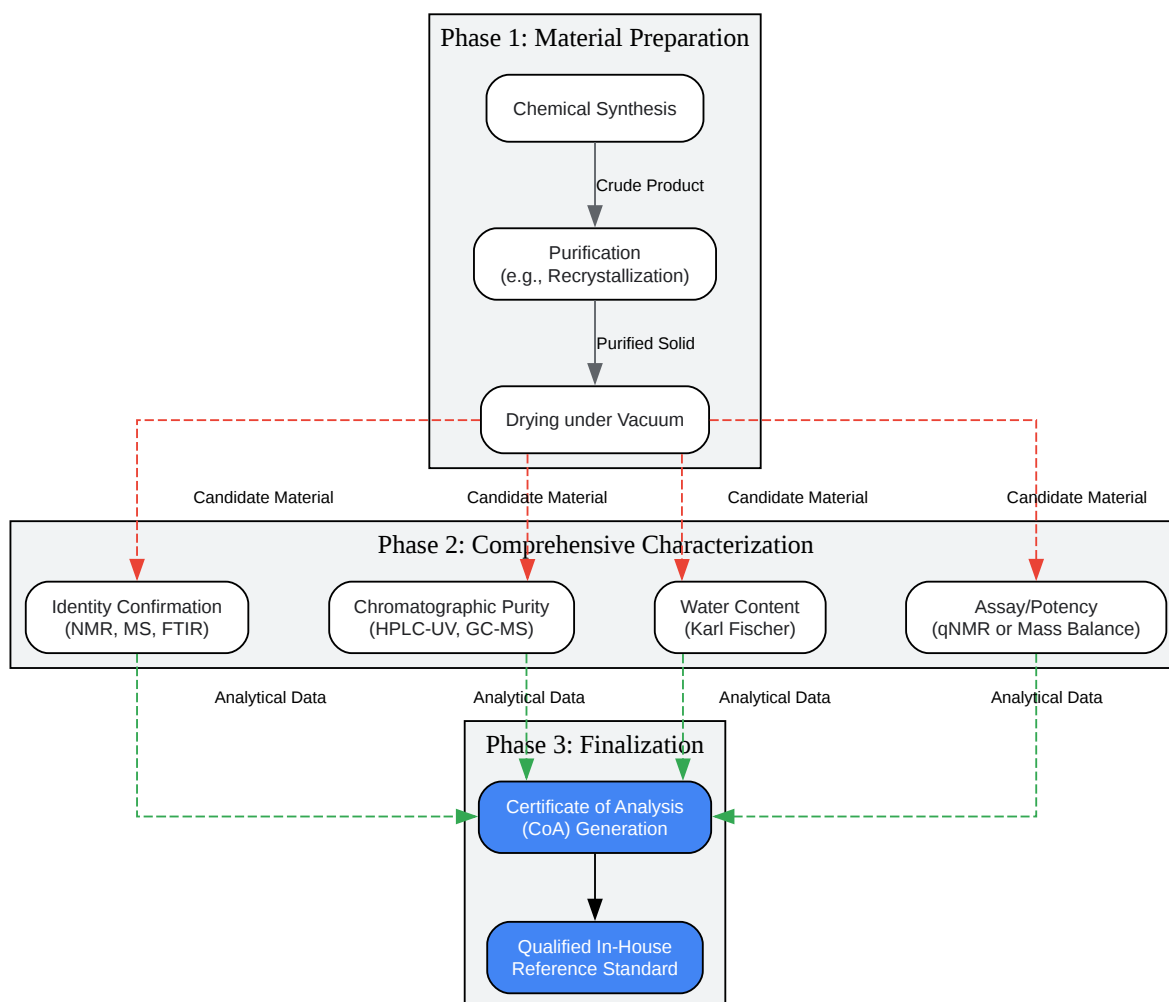 Phase 1: Material Preparation
Chemical Synthesis
Crude Product
Purification
(e.g., Recrystallization)
Purified Solid
Drying under Vacuum
Candidate Material
Candidate Material
Candidate Material
Candidate Material
Phase 2: Comprehensive Characterization
Identity Confirmation
(NMR, MS, FTIR)
Chromatographic Purity
(HPLC-UV, GC-MS)
Water Content
(Karl Fischer)
Assay/Potency
(qNMR or Mass Balance)
Analytical Data
Analytical Data
Analytical Data
Analytical Data
Phase 3: Finalization
Certificate of Analysis
(CoA) Generation
Qualified In-House
Reference Standard